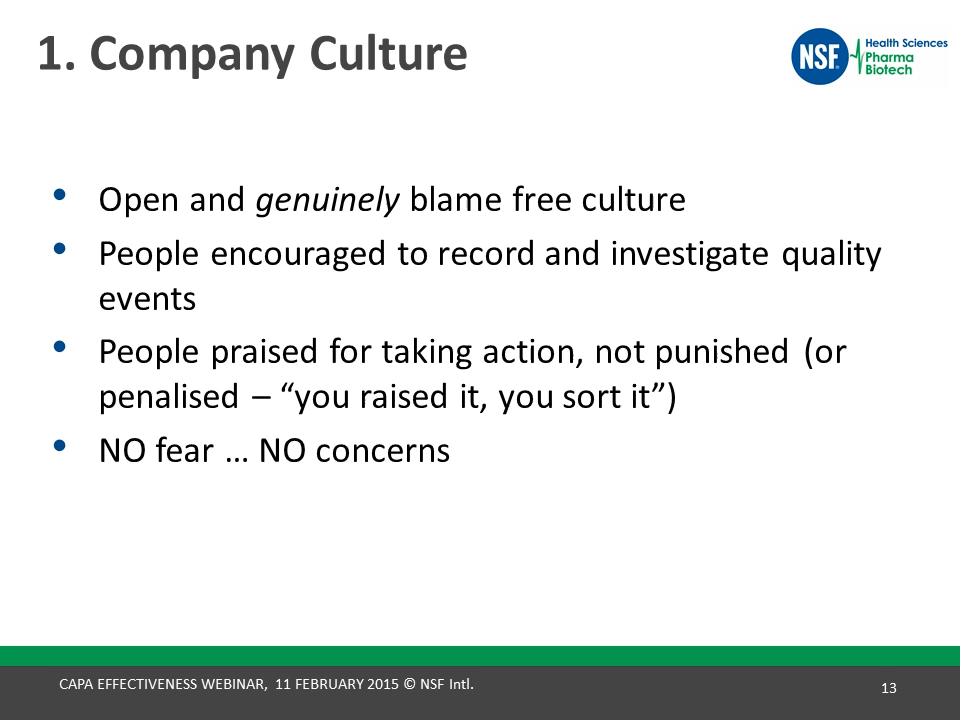 1. Company Culture
NSF
Health Sciences
Pharma
Biotech
• Open and genuinely blame free culture
• People encouraged to record and investigate quality
events
• People praised for taking action, not punished (or
penalised – “you raised it, you sort it”)
• NO fear … NO concerns
CAPA EFFECTIVENESS WEBINAR, 11 FEBRUARY 2015 © NSF Intl.
13